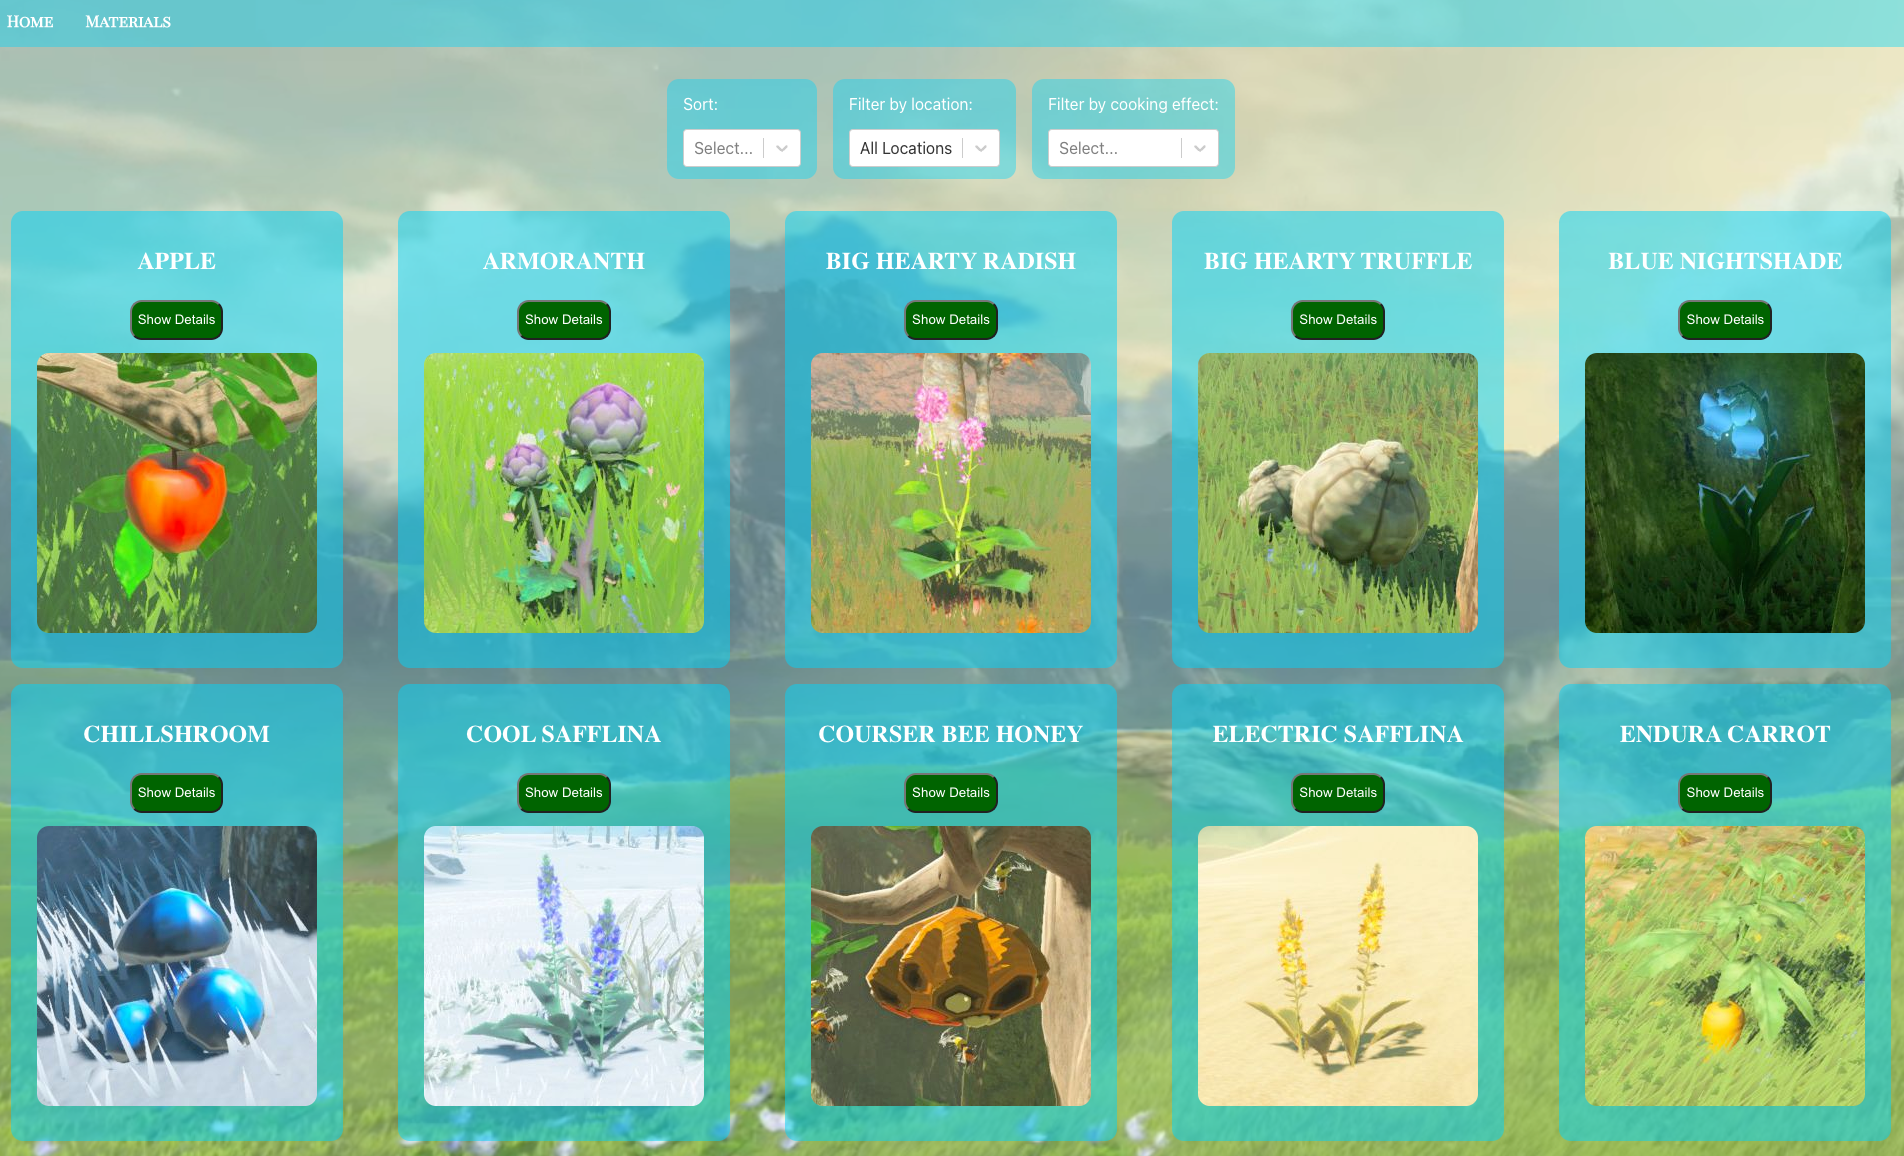 Home Materials
Sort: Filter by location: Filter by cooking effect:
Select... All Locations Select...
APPLE ARMORANTH BIG HEARTY RADISH BIG HEARTY TRUFFLE BLUE NIGHTSHADE
Show Details Show Details Show Details Show Details Show Details
CHILLSHROOM COOL SAFFLINA COURSER BEE HONEY ELECTRIC SAFFLINA ENDURA CARROT
Show Details Show Details Show Details Show Details Show Details